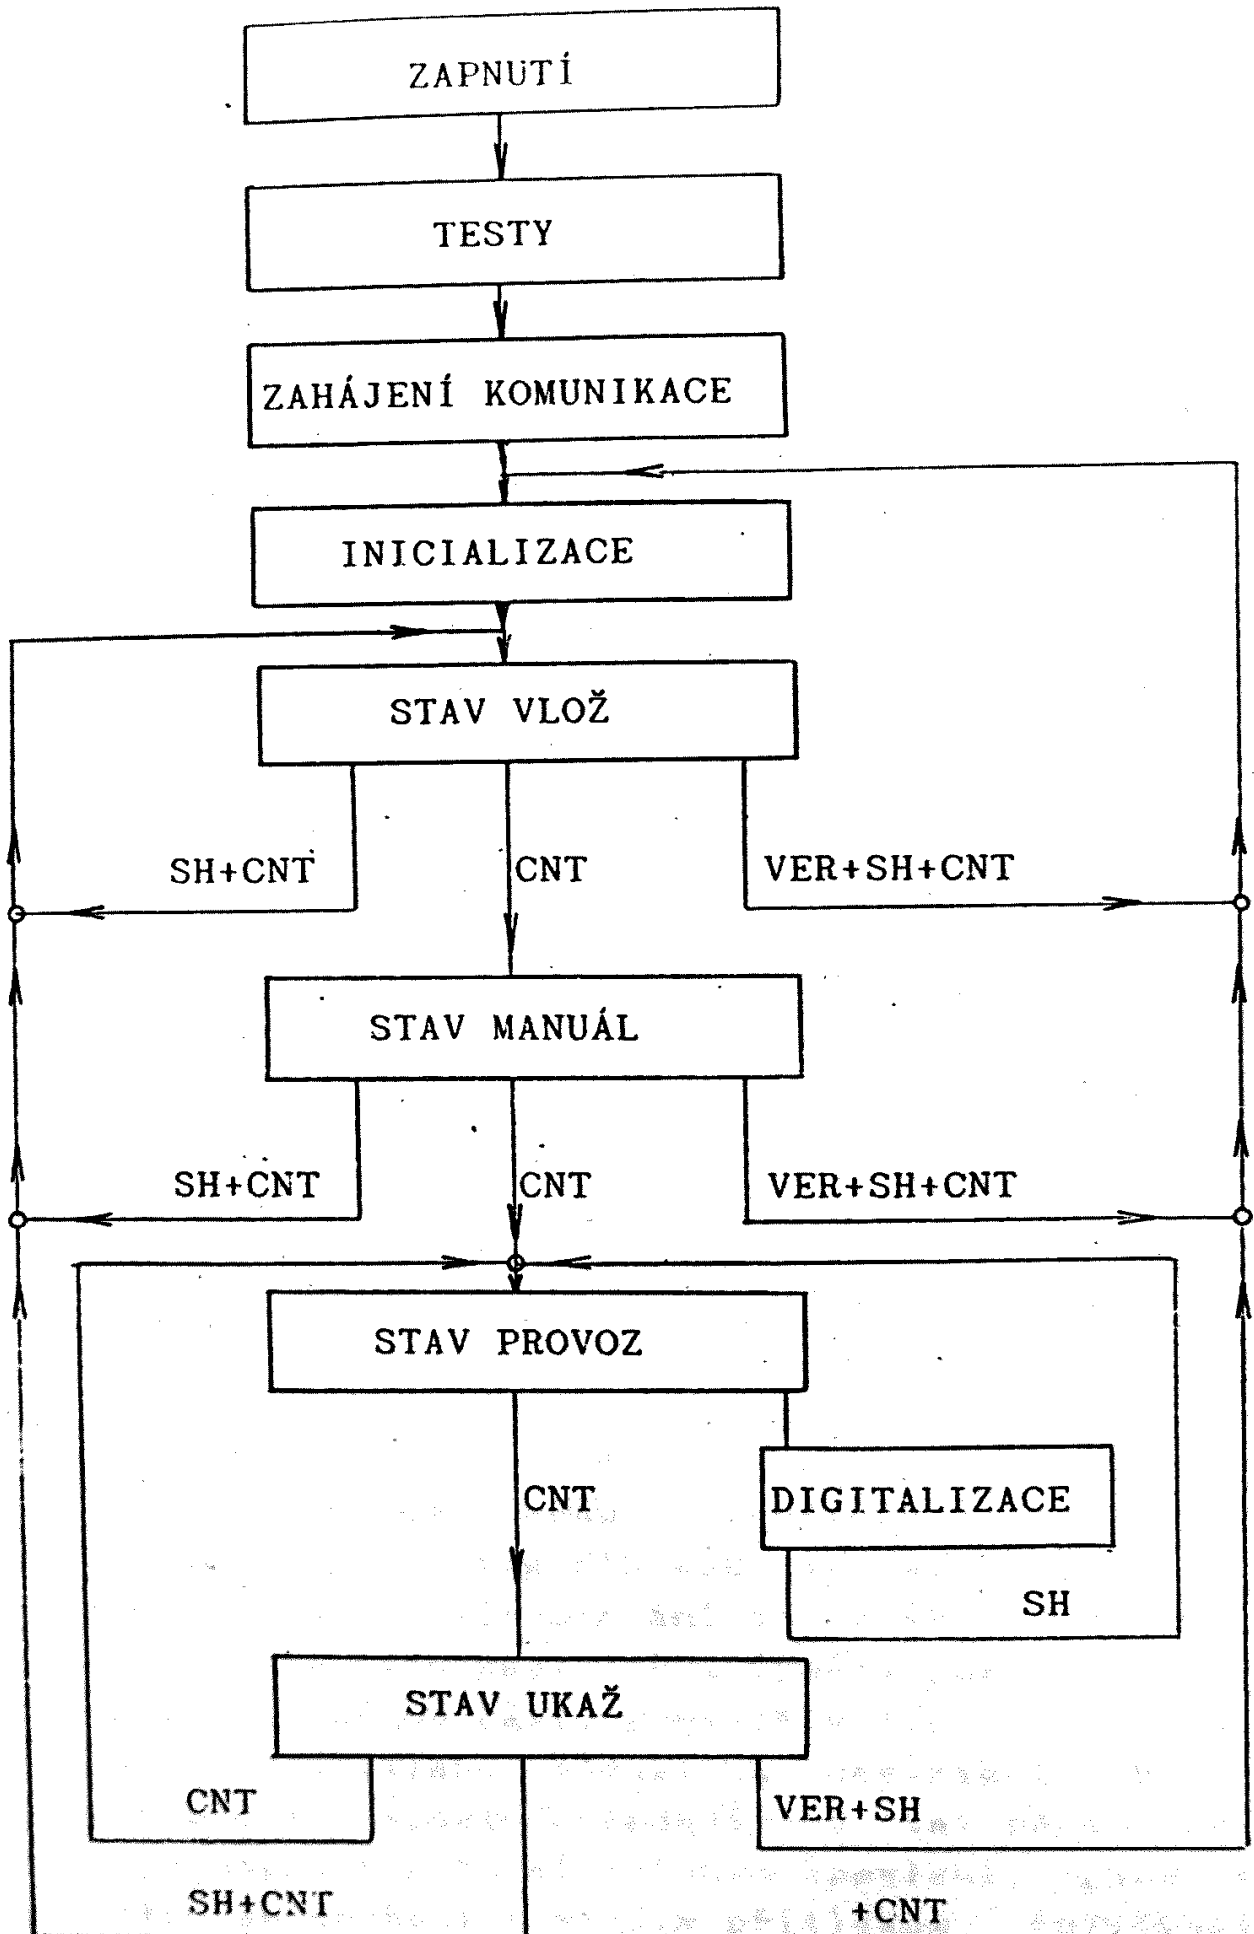 ZAPNUTÍ
TESTY
ZAHÁJENÍ KOMUNIKACE
INICIALIZACE
STAV VLOŽ
SH+CNT
CNT
VER+SH+CNT
STAV MANUÁL
SH+CNT
CNT
VER+SH+CNT
STAV PROVOZ
CNT
DIGITALIZACE
SH
STAV UKAŽ
CNT
VER+SH
SH+CNT
+CNT